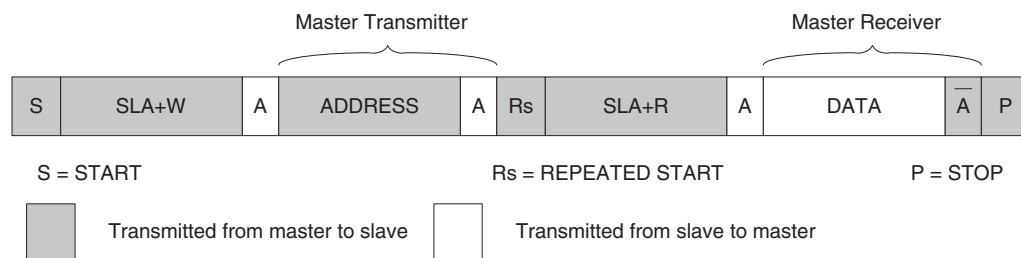 Master Transmitter Master Receiver
S SLA+W A ADDRESS A Rs SLA+R A DATA A̅ P
S = START Rs = REPEATED START P = STOP
Transmitted from master to slave Transmitted from slave to master